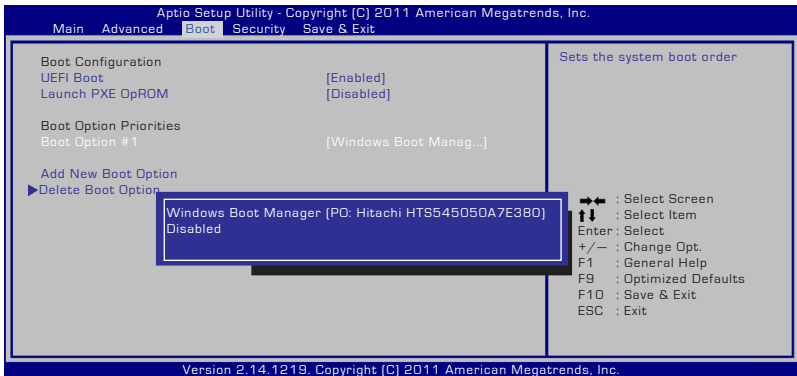 Aptio Setup Utility - Copyright (C) 2011 American Megatrends, Inc.
Main Advanced Boot Security Save & Exit
Boot Configuration
UEFI Boot [Enabled]
Launch PXE OpROM [Disabled]
Boot Option Priorities
Boot Option #1 [Windows Boot Manag...]
Add New Boot Option
Delete Boot Option
Windows Boot Manager (PO: Hitachi HTS545050A7E380)
Disabled
Sets the system boot order
→← : Select Screen
↑↓ : Select Item
Enter : Select
+/— : Change Opt.
F1 : General Help
F9 : Optimized Defaults
F10 : Save & Exit
ESC : Exit
Version 2.14.1219. Copyright (C) 2011 American Megatrends, Inc.